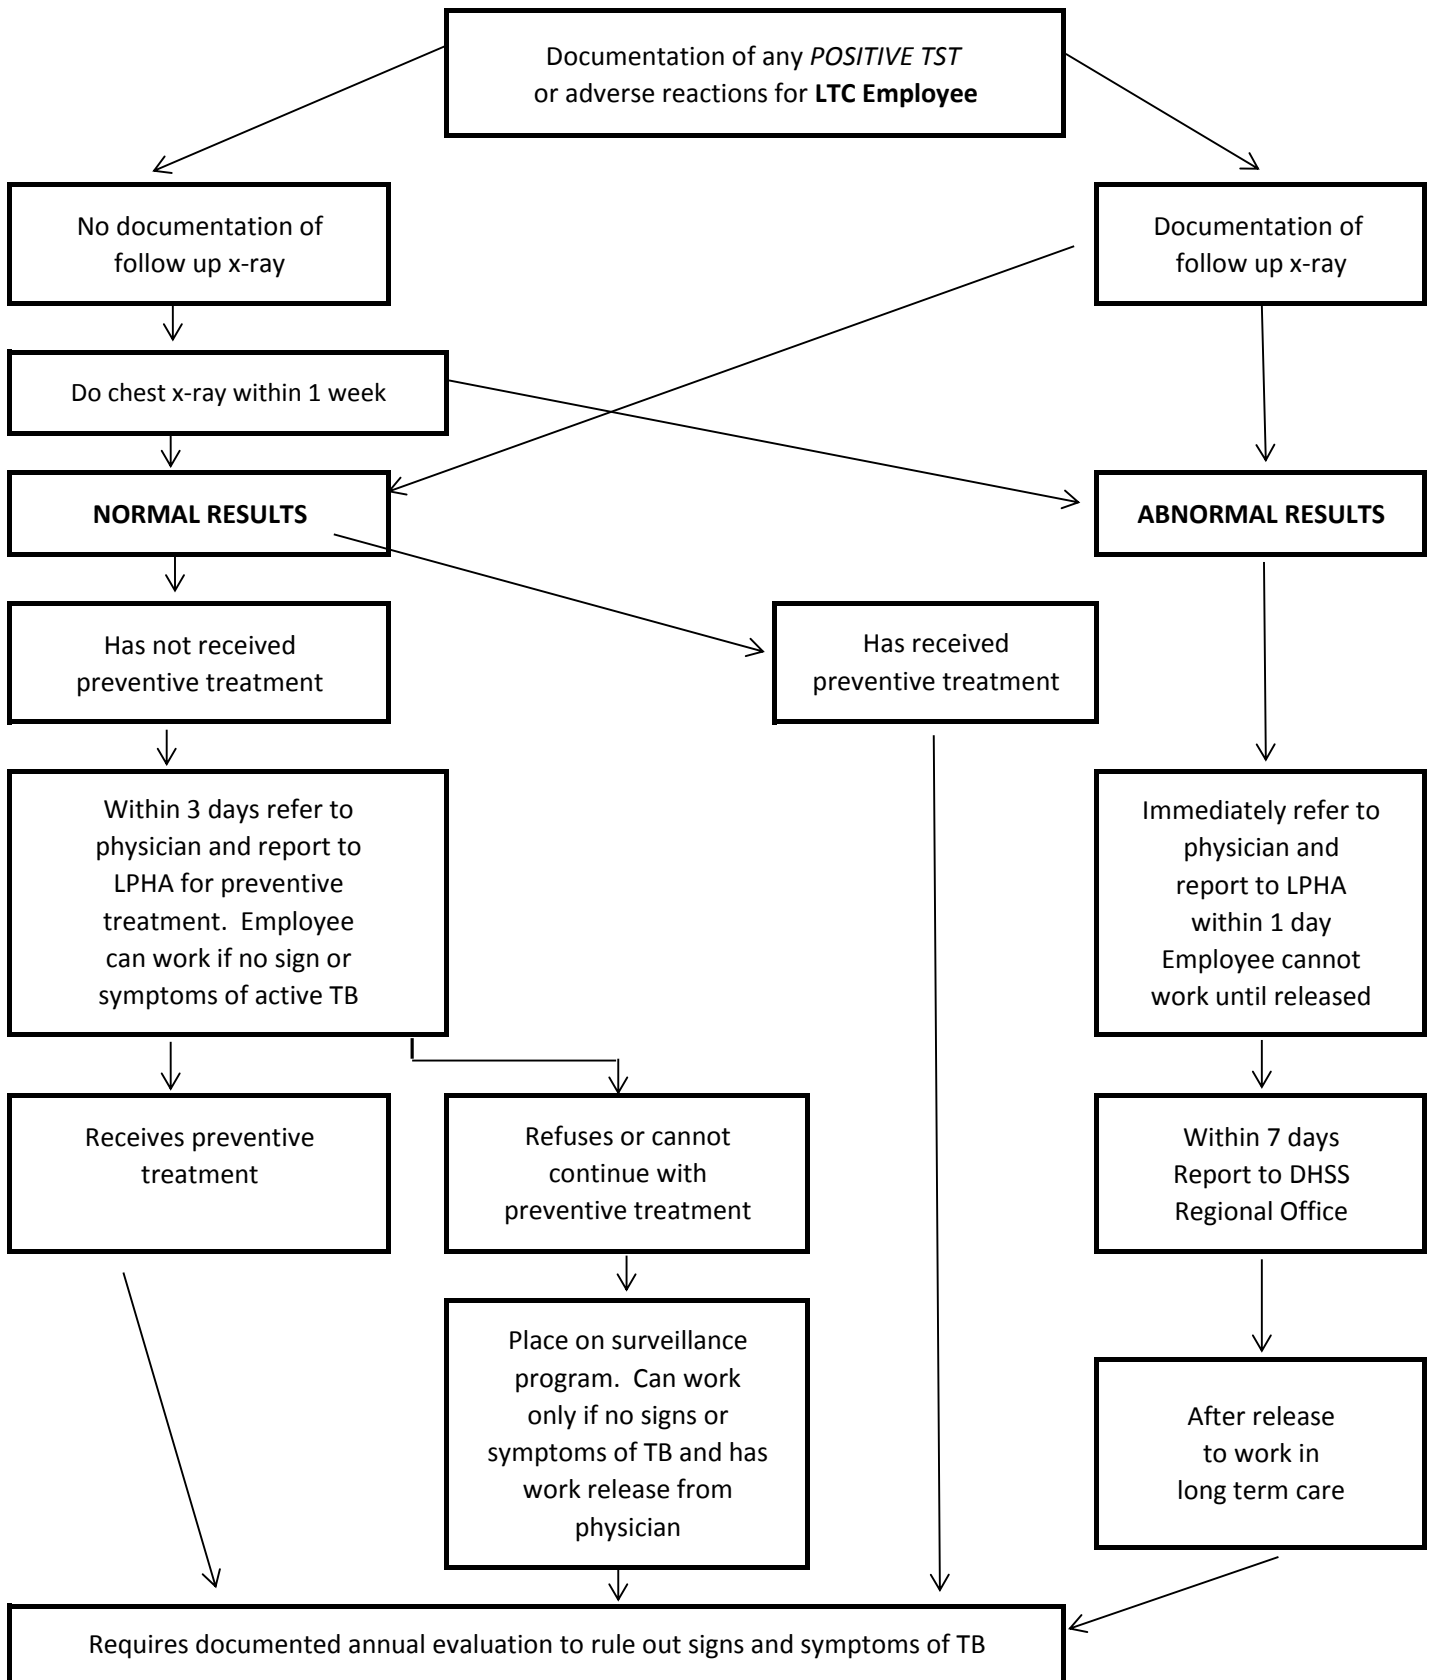 Documentation of any POSITIVE TST
or adverse reactions for LTC Employee
No documentation of
follow up x-ray
Documentation of
follow up x-ray
Do chest x-ray within 1 week
NORMAL RESULTS
ABNORMAL RESULTS
Has not received
preventive treatment
Has received
preventive treatment
Within 3 days refer to
physician and report to
LPHA for preventive
treatment.  Employee
can work if no sign or
symptoms of active TB
Immediately refer to
physician and
report to LPHA
within 1 day
Employee cannot
work until released
Receives preventive
treatment
Refuses or cannot
continue with
preventive treatment
Within 7 days
Report to DHSS
Regional Office
Place on surveillance
program.  Can work
only if no signs or
symptoms of TB and has
work release from
physician
After release
to work in
long term care
Requires documented annual evaluation to rule out signs and symptoms of TB